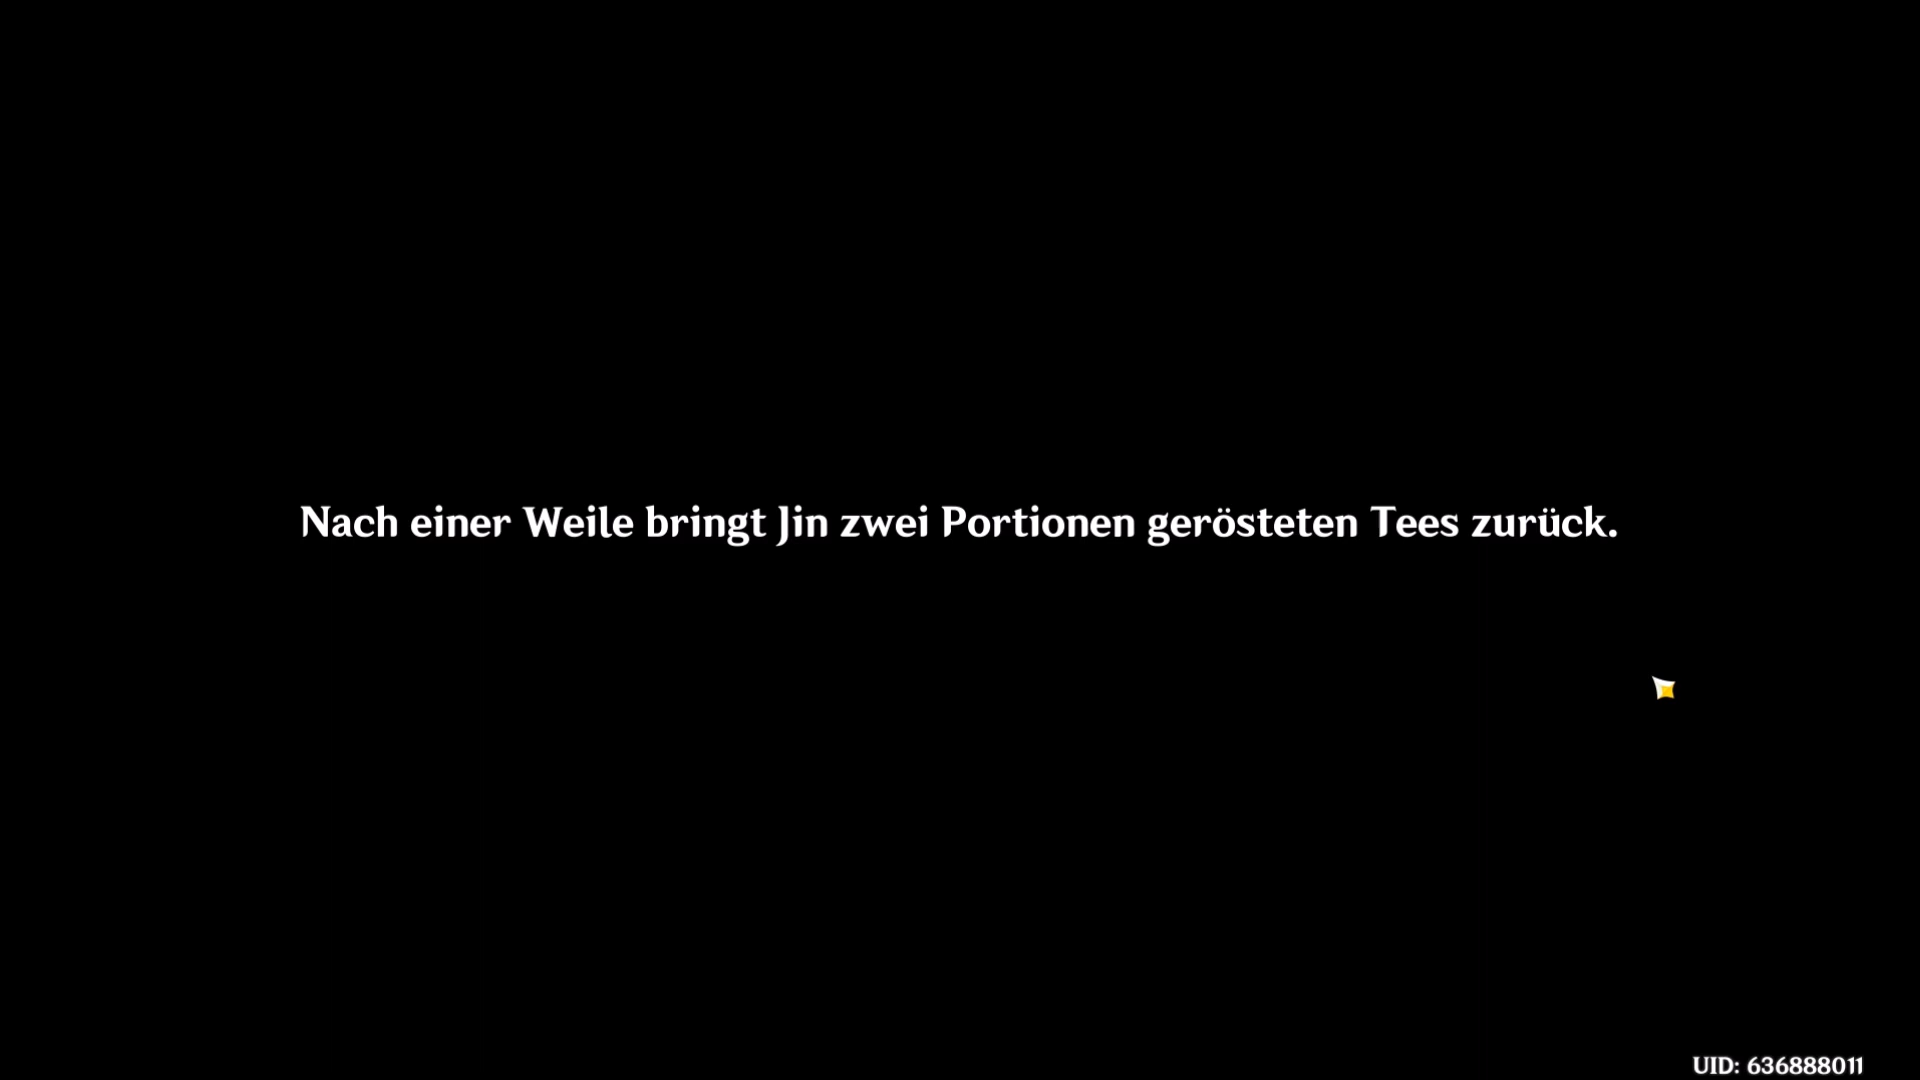 Nach einer Weile bringt Jin zwei Portionen gerösteten Tees zurück.
UID: 636888011